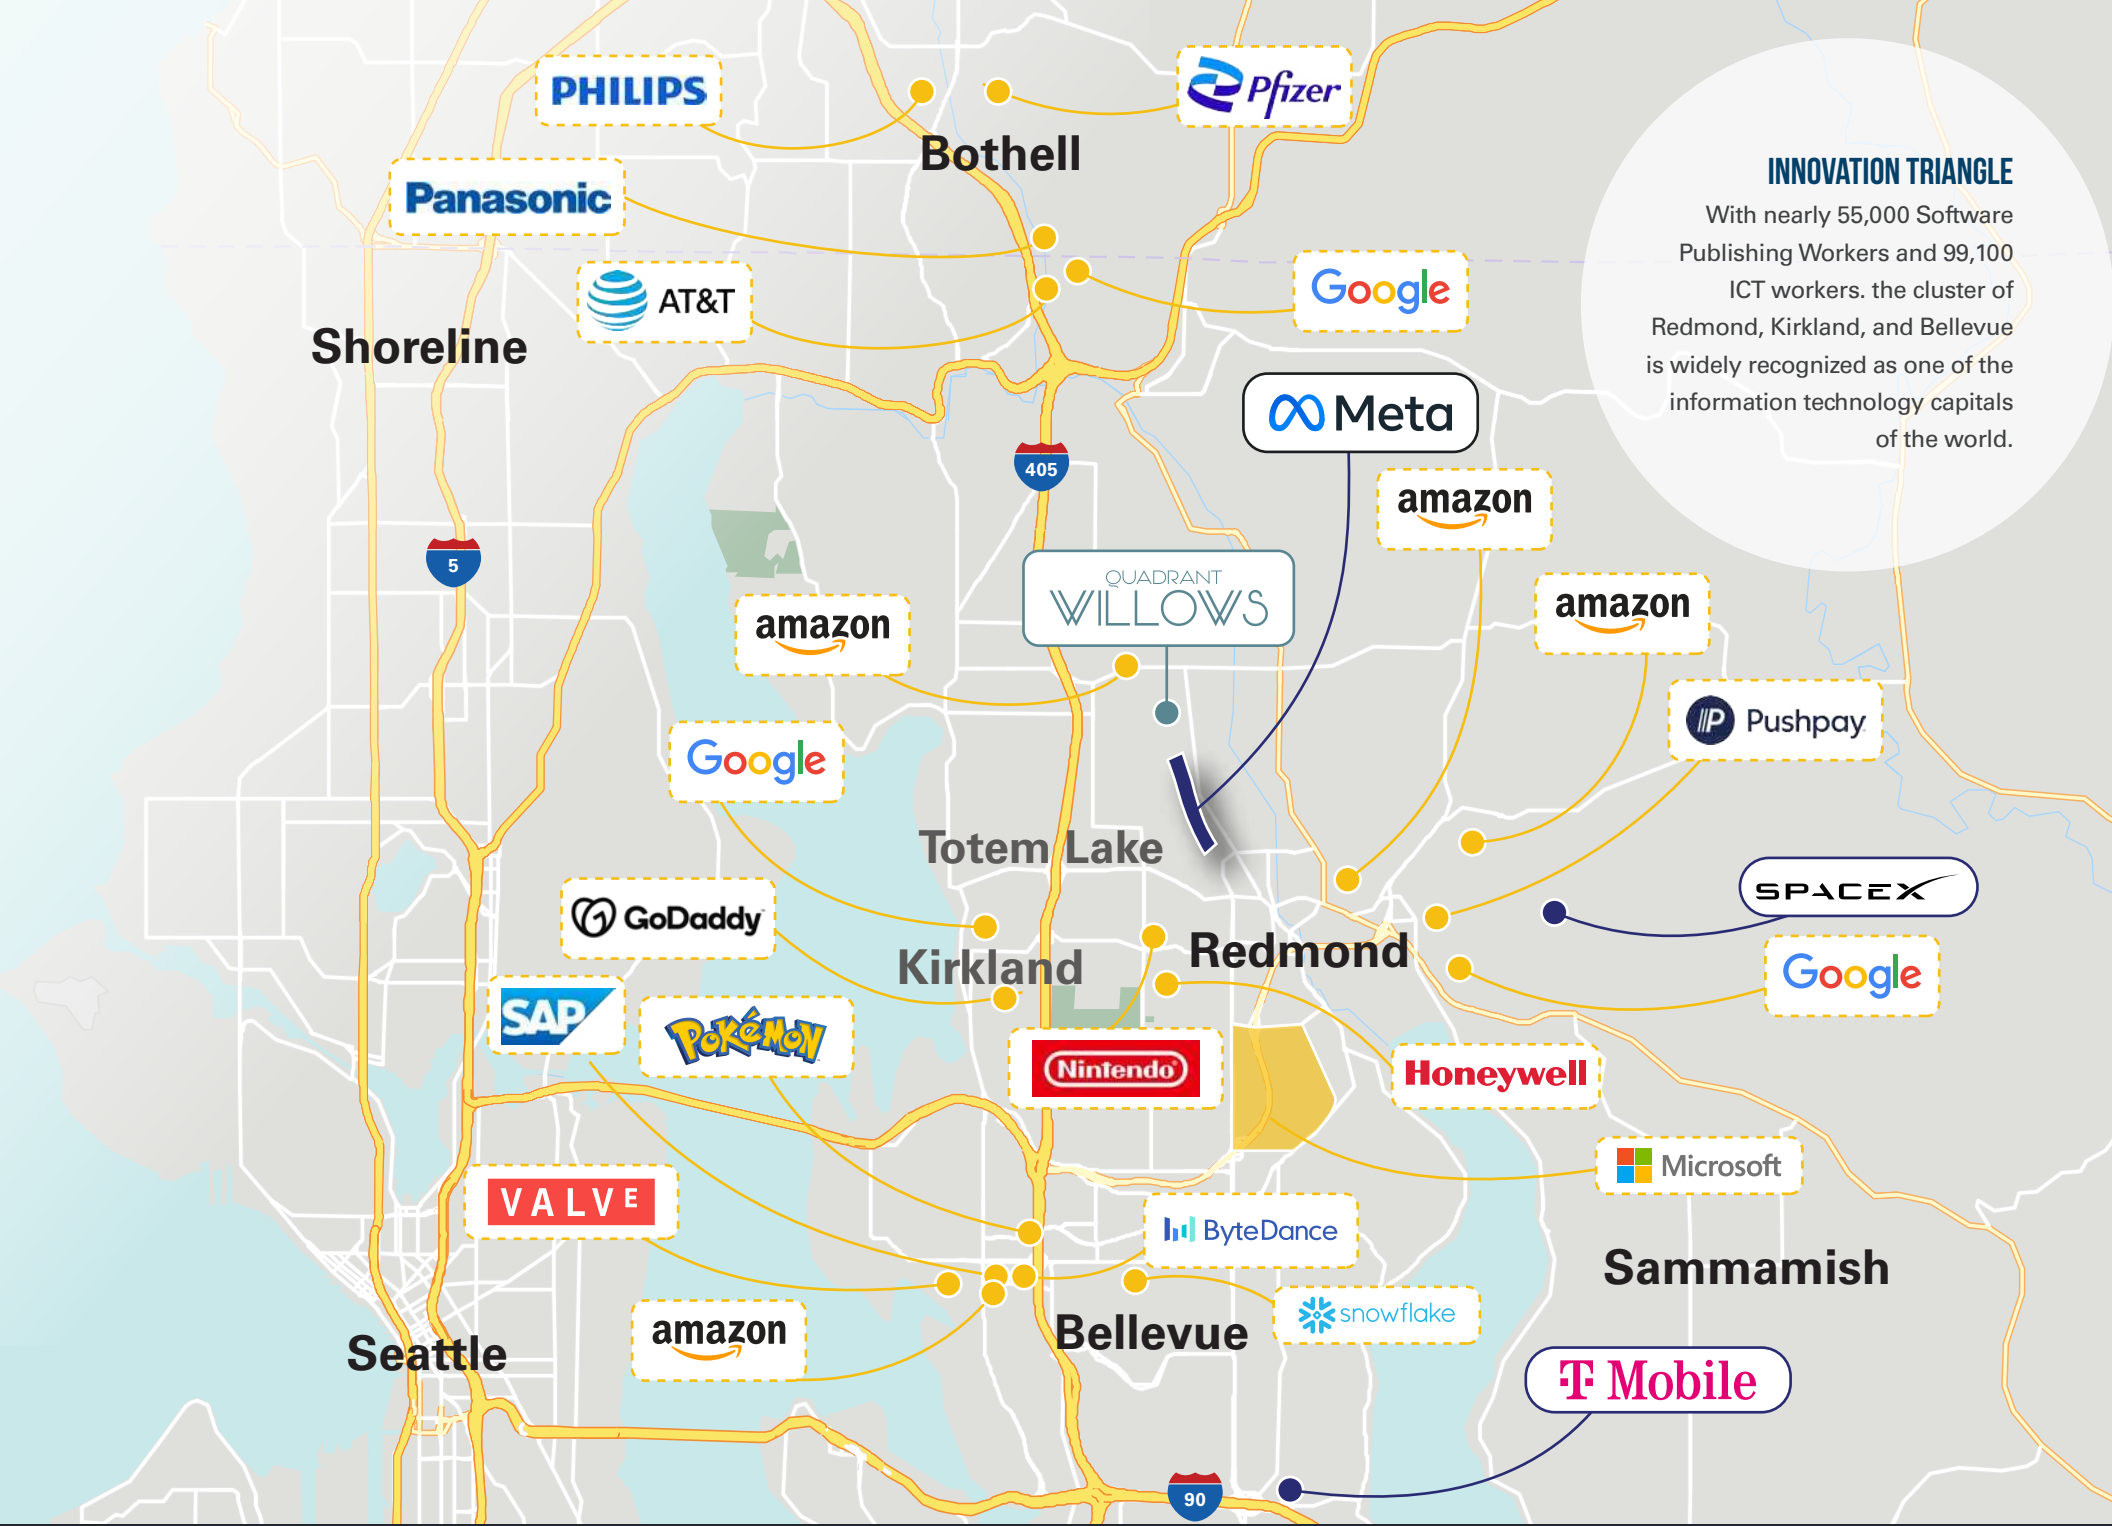 PHILIPS
Pfizer
Bothell
INNOVATION TRIANGLE
With nearly 55,000 Software
Publishing Workers and 99,100
ICT workers. the cluster of
Redmond, Kirkland, and Bellevue
is widely recognized as one of the
information technology capitals
of the world.
Panasonic
AT&T
Google
Shoreline
Meta
405
amazon
5
QUADRANT
WILLOWS
amazon
amazon
Pushpay
Google
Totem Lake
SPACEX
GoDaddy
Redmond
Kirkland
Google
SAP
POKéMON
Nintendo
Honeywell
Microsoft
VALVE
ByteDance
Sammamish
snowflake
amazon
Bellevue
Seattle
T Mobile
90